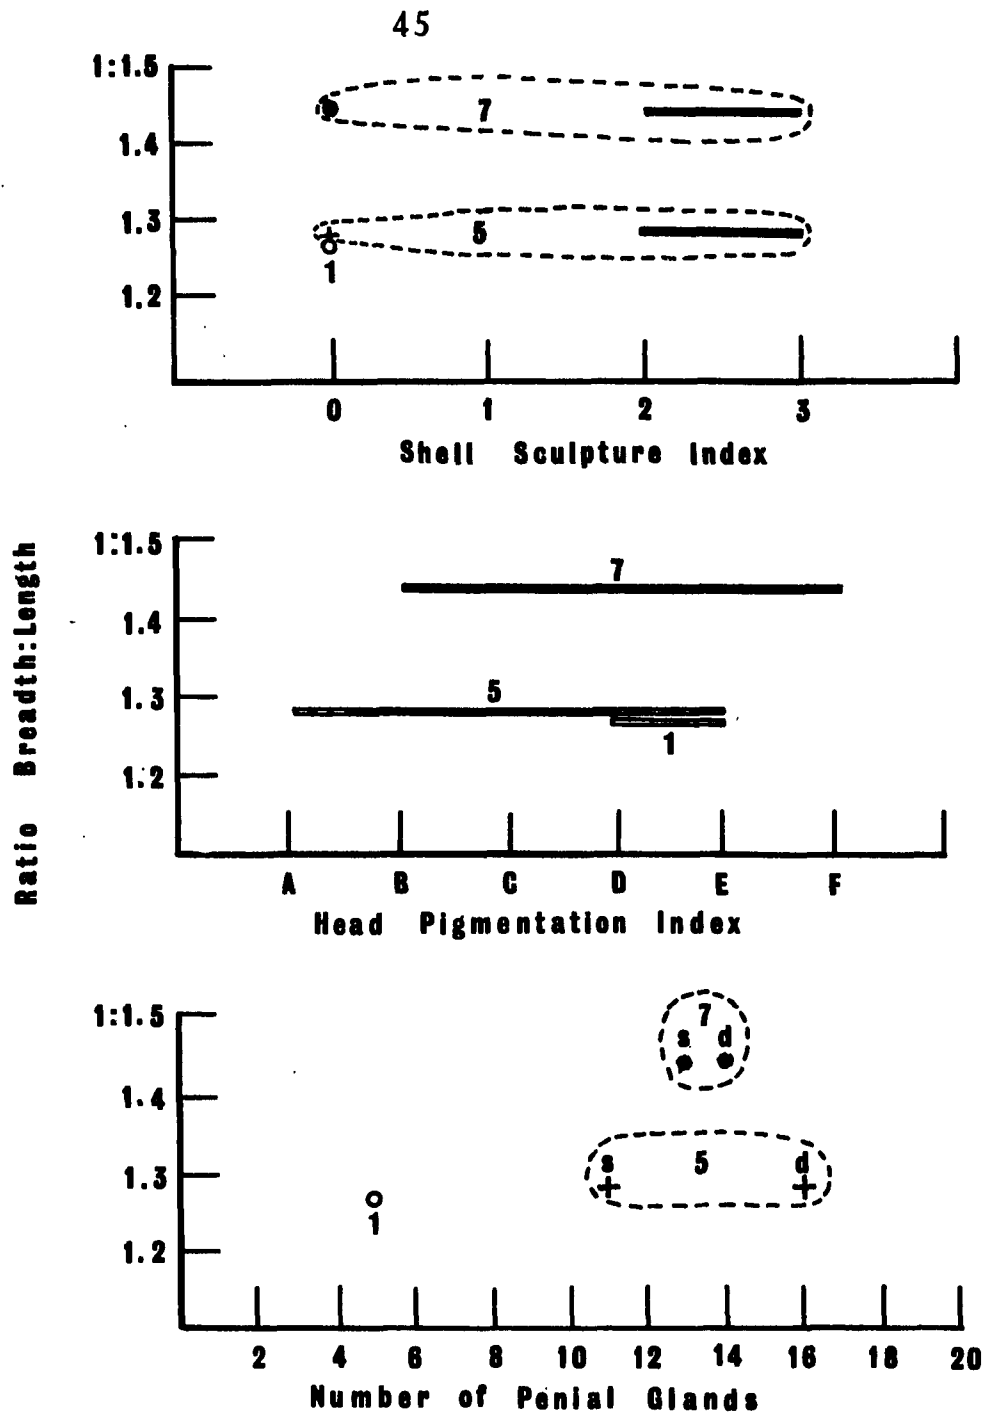 45
1:1.5
7
1.4
1.3
5
1.2
1
0 1 2 3
Shell Sculpture Index
Ratio Breadth:Length
1:1.5
7
1.4
1.3
5
1
1.2
A B C D E F
Head Pigmentation Index
1:1.5
7
s d
1.4
s 5 d
1.3
1
1.2
2 4 6 8 10 12 14 16 18 20
Number of Penial Glands